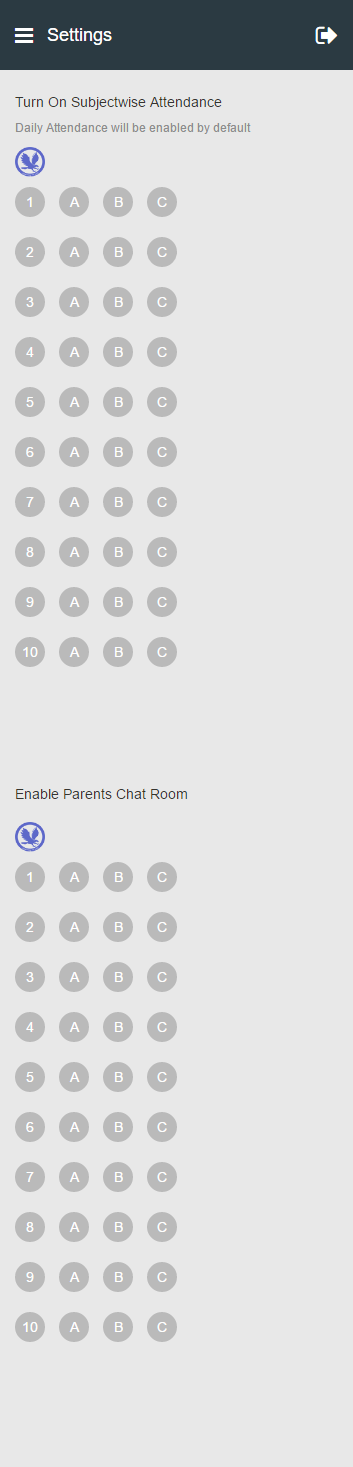 Settings
Turn On Subjectwise Attendance
Daily Attendance will be enabled by default
1 A B C
2 A B C
3 A B C
4 A B C
5 A B C
6 A B C
7 A B C
8 A B C
9 A B C
10 A B C
Enable Parents Chat Room
1 A B C
2 A B C
3 A B C
4 A B C
5 A B C
6 A B C
7 A B C
8 A B C
9 A B C
10 A B C